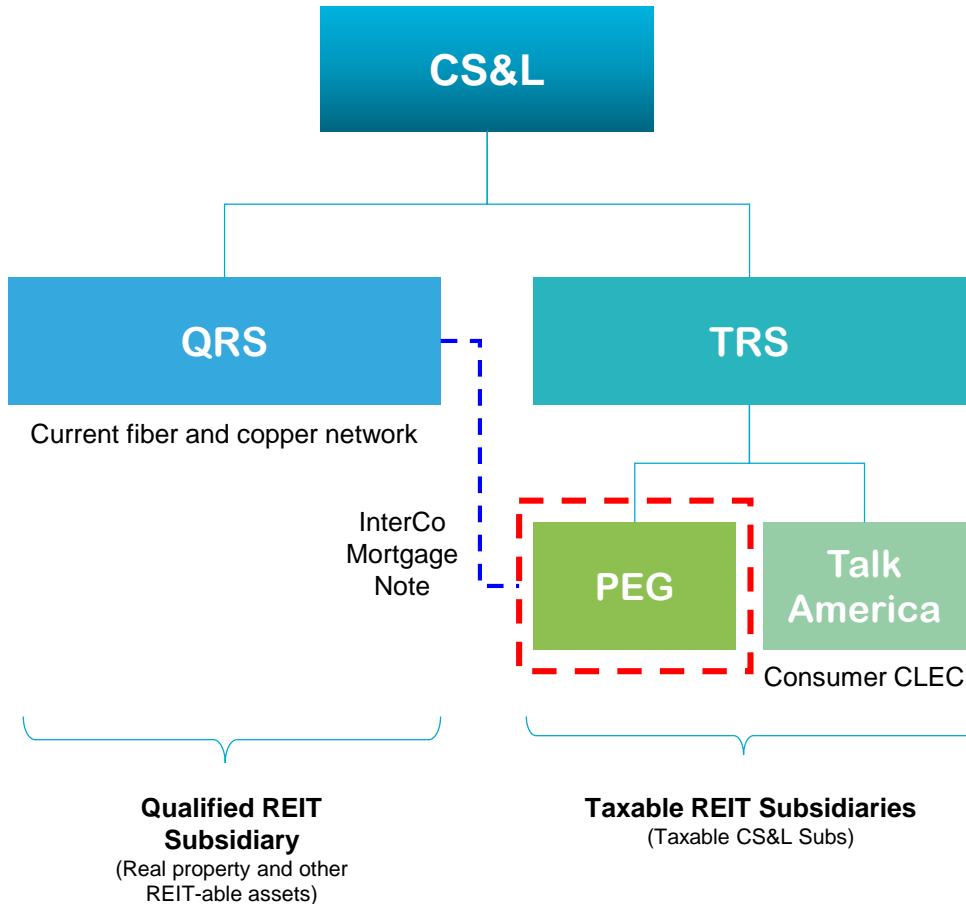 CS&L
QRS
TRS
Current fiber and copper network
InterCo
Mortgage
Note
PEG
Talk
America
Consumer CLEC
Qualified REIT
Subsidiary
(Real property and other
REIT-able assets)
Taxable REIT Subsidiaries
(Taxable CS&L Subs)